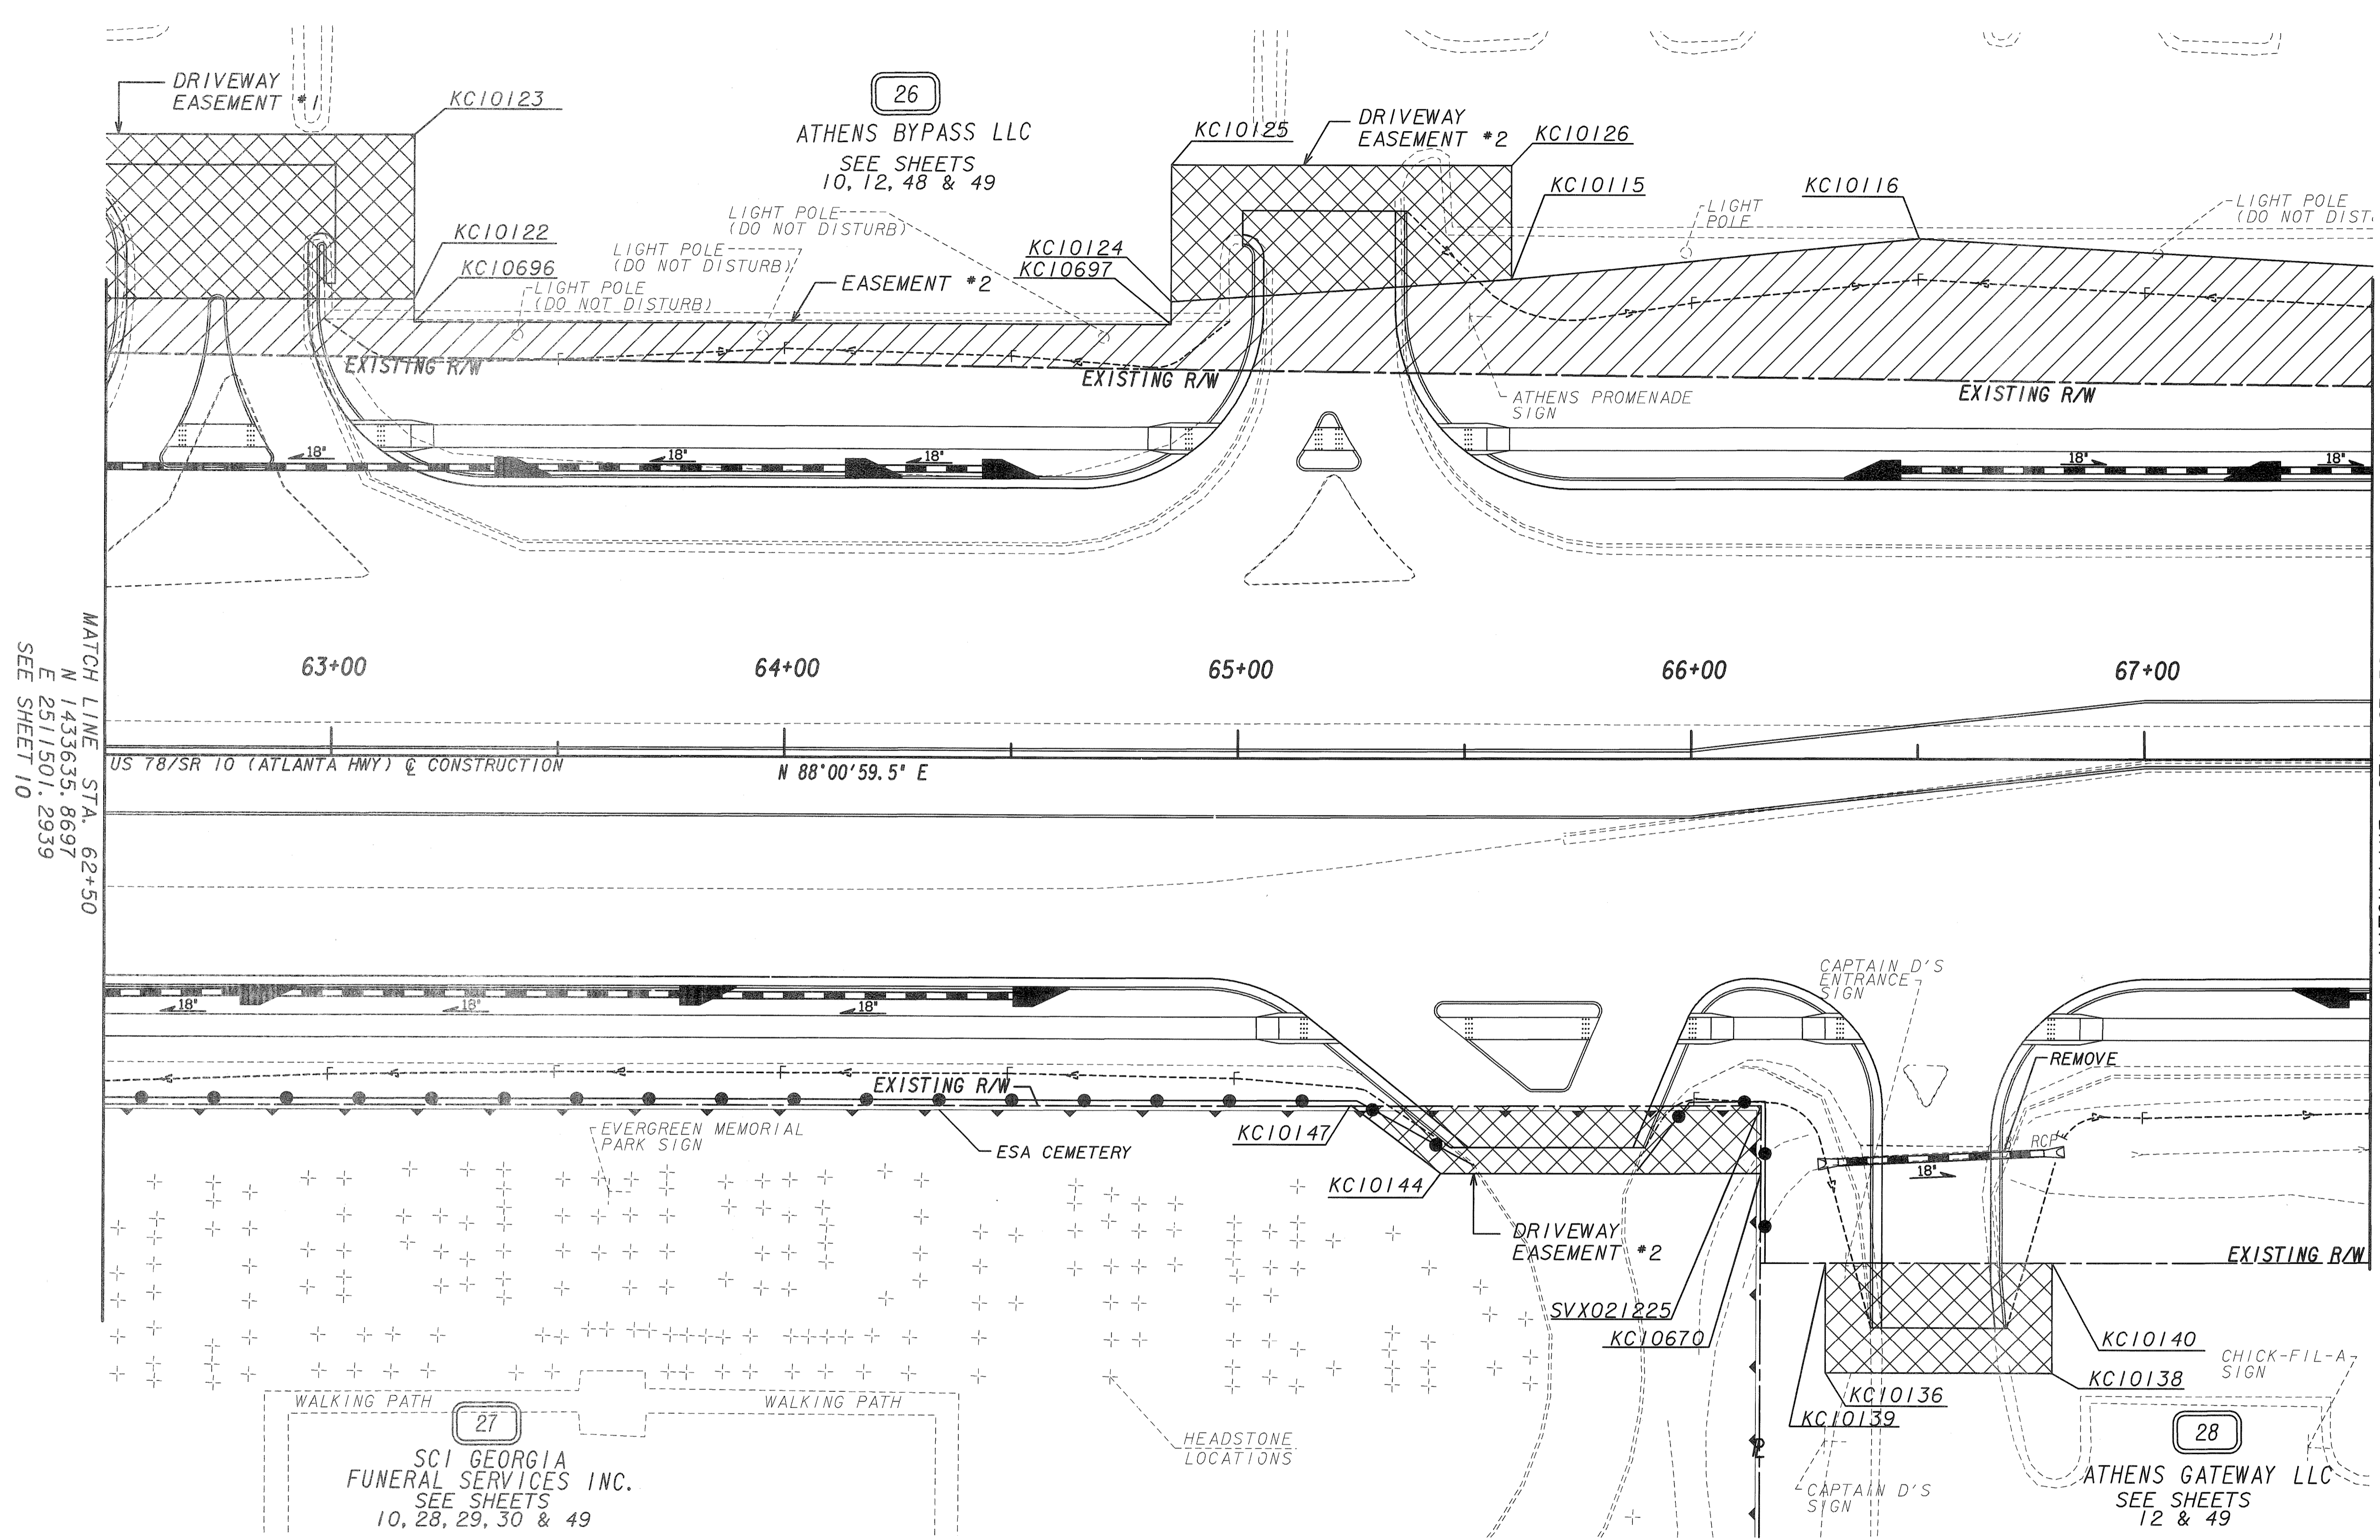 DRIVEWAY
EASEMENT #1
KC10123
26
ATHENS BYPASS LLC
SEE SHEETS
10, 12, 48 & 49
KC10125
DRIVEWAY
EASEMENT #2
KC10126
KC10115
KC10116
LIGHT
POLE
LIGHT POLE
(DO NOT DIST
LIGHT POLE
(DO NOT DISTURB)
LIGHT POLE
(DO NOT DISTURB)
LIGHT POLE
(DO NOT DISTURB)
KC10122
KC10696
KC10124
KC10697
EASEMENT #2
EXISTING R/W
EXISTING R/W
EXISTING R/W
ATHENS PROMENADE
SIGN
18"
18"
18"
18"
18"
F
F
F
F
F
F
MATCH LINE STA. 62+50
N 1433635.8697
E 2511501.2939
SEE SHEET 10
63+00
64+00
65+00
66+00
67+00
US 78/SR 10 (ATLANTA HWY) ℄ CONSTRUCTION
N 88°00'59.5" E
CAPTAIN D'S
ENTRANCE
SIGN
18"
18"
18"
REMOVE
F
F
F
F
F
F
F
EXISTING R/W
EVERGREEN MEMORIAL
PARK SIGN
ESA CEMETERY
KC10147
KC10144
RCP
18"
DRIVEWAY
EASEMENT #2
EXISTING R/W
SVX021225
KC10670
KC10140
KC10138
KC10136
KC10139
CHICK-FIL-A
SIGN
WALKING PATH
WALKING PATH
27
SCI GEORGIA
FUNERAL SERVICES INC.
SEE SHEETS
10, 28, 29, 30 & 49
HEADSTONE
LOCATIONS
CAPTAIN D'S
SIGN
28
ATHENS GATEWAY LLC
SEE SHEETS
12 & 49